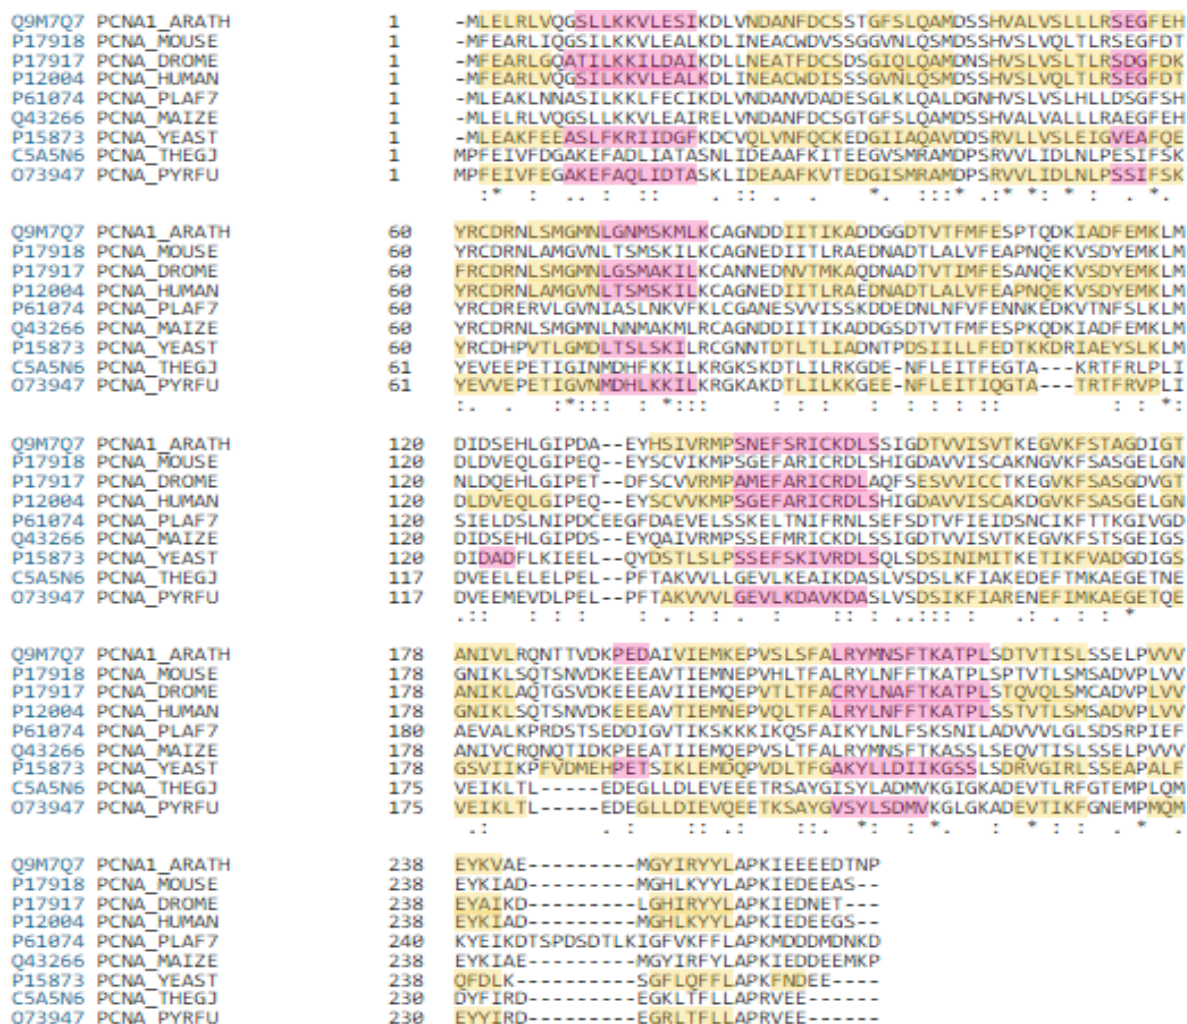 Q9M7Q7 PCNA1_ARATH 1 -MLELRLVQGSLLKKVLESIKDLVNDANFDCSSTGFSLQAMDSSHVALVSLLLRSEGFEH
P17918 PCNA_MOUSE 1 -MFEARLIQGSILKKVLEALKDLINEACWDVSSGGVNLQSMDSSHVSLVQLTLRSEGFDT
P17917 PCNA_DROME 1 -MFEARLGQATILKKILDAIKDLLNEATFDCSDSGIQLQAMDNSHVSLVSLTLRSDGFDK
P12004 PCNA_HUMAN 1 -MFEARLVQGSILKKVLEALKDLINEACWDISSSGVNLQSMDSSHVSLVQLTLRSEGFDT
P61074 PCNA_PLAF7 1 -MLEAKLNNASILKKLFECIKDLVNDANVDADESGLKLQALDGNHVSLVSLHLLDSGFSH
Q43266 PCNA_MAIZE 1 -MLELRLVQGSLLKKVLEAIRELVNDANFDCSGTGFSLQAMDSSHVALVALLLRAEGFEH
P15873 PCNA_YEAST 1 -MLEAKFEEASLFKRIIDGFKDCVQLVNFQCKEDGIIAQAVDDSRVLLVSLEIGVEAFQE
C5A5N6 PCNA_THEGJ 1 MPFEIVFDGAKEFADLIATASNLIDEAAFKITEEGVSMRAMDPSRVVLIDLNLPESIFSK
O73947 PCNA_PYRFU 1 MPFEIVFEGAKEFAQLIDTASKLIDEAAFKVTEDGISMRAMDPSRVVLIDLNLPSSIFSK
:* : .. : :: . :: . . *. :::* .:* *: * : . *.
Q9M7Q7 PCNA1_ARATH 60 YRCDRNLSMGMNLGNMSKMLKCAGNDDIITIKADDGGDTVTFMFESPTQDKIADFEMKLM
P17918 PCNA_MOUSE 60 YRCDRNLAMGVNLTSMSKILKCAGNEDIITLRAEDNADTLALVFEAPNQEKVSDYEMKLM
P17917 PCNA_DROME 60 FRCDRNLSMGMNLGSMAKILKCANNEDNVTMKAQDNADTVTIMFESANQEKVSDYEMKLM
P12004 PCNA_HUMAN 60 YRCDRNLAMGVNLTSMSKILKCAGNEDIITLRAEDNADTLALVFEAPNQEKVSDYEMKLM
P61074 PCNA_PLAF7 60 YRCDRERVLGVNIASLNKVFKLCGANESVVISSKDDEDNLNFVFENNKEDKVTNFSLKLM
Q43266 PCNA_MAIZE 60 YRCDRNLSMGMNLNNMAKMLRCAGNDDIITIKADDGSDTVTFMFESPKQDKIADFEMKLM
P15873 PCNA_YEAST 60 YRCDHPVTLGMDLTSLSKILRCGNNTDTLTLIADNTPDSIILLFEDTKKDRIAEYSLKLM
C5A5N6 PCNA_THEGJ 61 YEVEEPETIGINMDHFKKILKRGKSKDTLILRKGDE-NFLEITFEGTA---KRTFRLPLI
O73947 PCNA_PYRFU 61 YEVVEPETIGVNMDHLKKILKRGKAKDTLILKKGEE-NFLEITIQGTA---TRTFRVPLI
:. . :*::: : *::: : : : : : : :: : : *:
Q9M7Q7 PCNA1_ARATH 120 DIDSEHLGIPDA--EYHSIVRMPSNEFSRICKDLSSIGDTVVISVTKEGVKFSTAGDIGT
P17918 PCNA_MOUSE 120 DLDVEQLGIPEQ--EYSCVIKMPSGEFARICRDLSHIGDAVVISCAKNGVKFSASGELGN
P17917 PCNA_DROME 120 NLDQEHLGIPET--DFSCVVRMPAMEFARICRDLAQFSESVVICCTKEGVKFSASGDVGT
P12004 PCNA_HUMAN 120 DLDVEQLGIPEQ--EYSCVVKMPSGEFARICRDLSHIGDAVVISCAKDGVKFSASGELGN
P61074 PCNA_PLAF7 120 SIELDSLNIPDCEEGFDAEVELSSKELTNIFRNLSEFSDTVFIEIDSNCIKFTTKGIVGD
Q43266 PCNA_MAIZE 120 DIDSEHLGIPDS--EYQAIVRMPSSEFMRICKDLSSIGDTVVISVTKEGVKFSTSGEIGS
P15873 PCNA_YEAST 120 DIDADFLKIEEL--QYDSTLSLPSSEFSKIVRDLSQLSDSINIMITKETIKFVADGDIGS
C5A5N6 PCNA_THEGJ 117 DVEELELELPEL--PFTAKVVLLGEVLKEAIKDASLVSDSLKFIAKEDEFTMKAEGETNE
O73947 PCNA_PYRFU 117 DVEEMEVDLPEL--PFTAKVVVLGEVLKDAVKDASLVSDSIKFIARENEFIMKAEGETQE
.:: : : : : . : : . : :: : ..::: : .: . : : *
Q9M7Q7 PCNA1_ARATH 178 ANIVLRQNTTVDKPEDAIVIEMKEPVSLSFALRYMNSFTKATPLSDTVTISLSSELPVVV
P17918 PCNA_MOUSE 178 GNIKLSQTSNVDKEEEAVTIEMNEPVHLTFALRYLNFFTKATPLSPTVTLSMSADVPLVV
P17917 PCNA_DROME 178 ANIKLAQTGSVDKEEEAVIIEMQEPVTLTFACRYLNAFTKATPLSTQVQLSMCADVPLVV
P12004 PCNA_HUMAN 178 GNIKLSQTSNVDKEEEAVTIEMNEPVQLTFALRYLNFFTKATPLSSTVTLSMSADVPLVV
P61074 PCNA_PLAF7 180 AEVALKPRDSTSEDDIGVTIKSKKKIKQSFAIKYLNLFSKSNILADVVVLGLSDSRPIEF
Q43266 PCNA_MAIZE 178 ANIVCRQNQTIDKPEEATIIEMQEPVSLTFALRYMNSFTKASSLSEQVTISLSSELPVVV
P15873 PCNA_YEAST 178 GSVIIKPFVDMEHPETSIKLEMDQPVDLTFGAKYLLDIIKGSSLSDRVGIRLSSEAPALF
C5A5N6 PCNA_THEGJ 175 VEIKLTL-----EDEGLLDLEVEEETRSAYGISYLADMVKGIGKADEVTLRFGTEMPLQM
O73947 PCNA_PYRFU 175 VEIKLTL-----EDEGLLDIEVQEETKSAYGVSYLSDMVKGLGKADEVTIKFGNEMPMQM
.: . : :: .: ::. *: : *. : * : : . * .
Q9M7Q7 PCNA1_ARATH 238 EYKVAE---------MGYIRYYLAPKIEEEEDTNP
P17918 PCNA_MOUSE 238 EYKIAD---------MGHLKYYLAPKIEDEEAS--
P17917 PCNA_DROME 238 EYAIKD---------LGHIRYYLAPKIEDNET---
P12004 PCNA_HUMAN 238 EYKIAD---------MGHLKYYLAPKIEDEEGS--
P61074 PCNA_PLAF7 240 KYEIKDTSPDSDTLKIGFVKFFLAPKMDDDMDNKD
Q43266 PCNA_MAIZE 238 EYKIAE---------MGYIRFYLAPKIEDDEEMKP
P15873 PCNA_YEAST 238 QFDLK----------SGFLQFFLAPKFNDEE----
C5A5N6 PCNA_THEGJ 230 DYFIRD---------EGKLTFLLAPRVEE------
O73947 PCNA_PYRFU 230 EYYIRD---------EGRLTFLLAPRVEE------